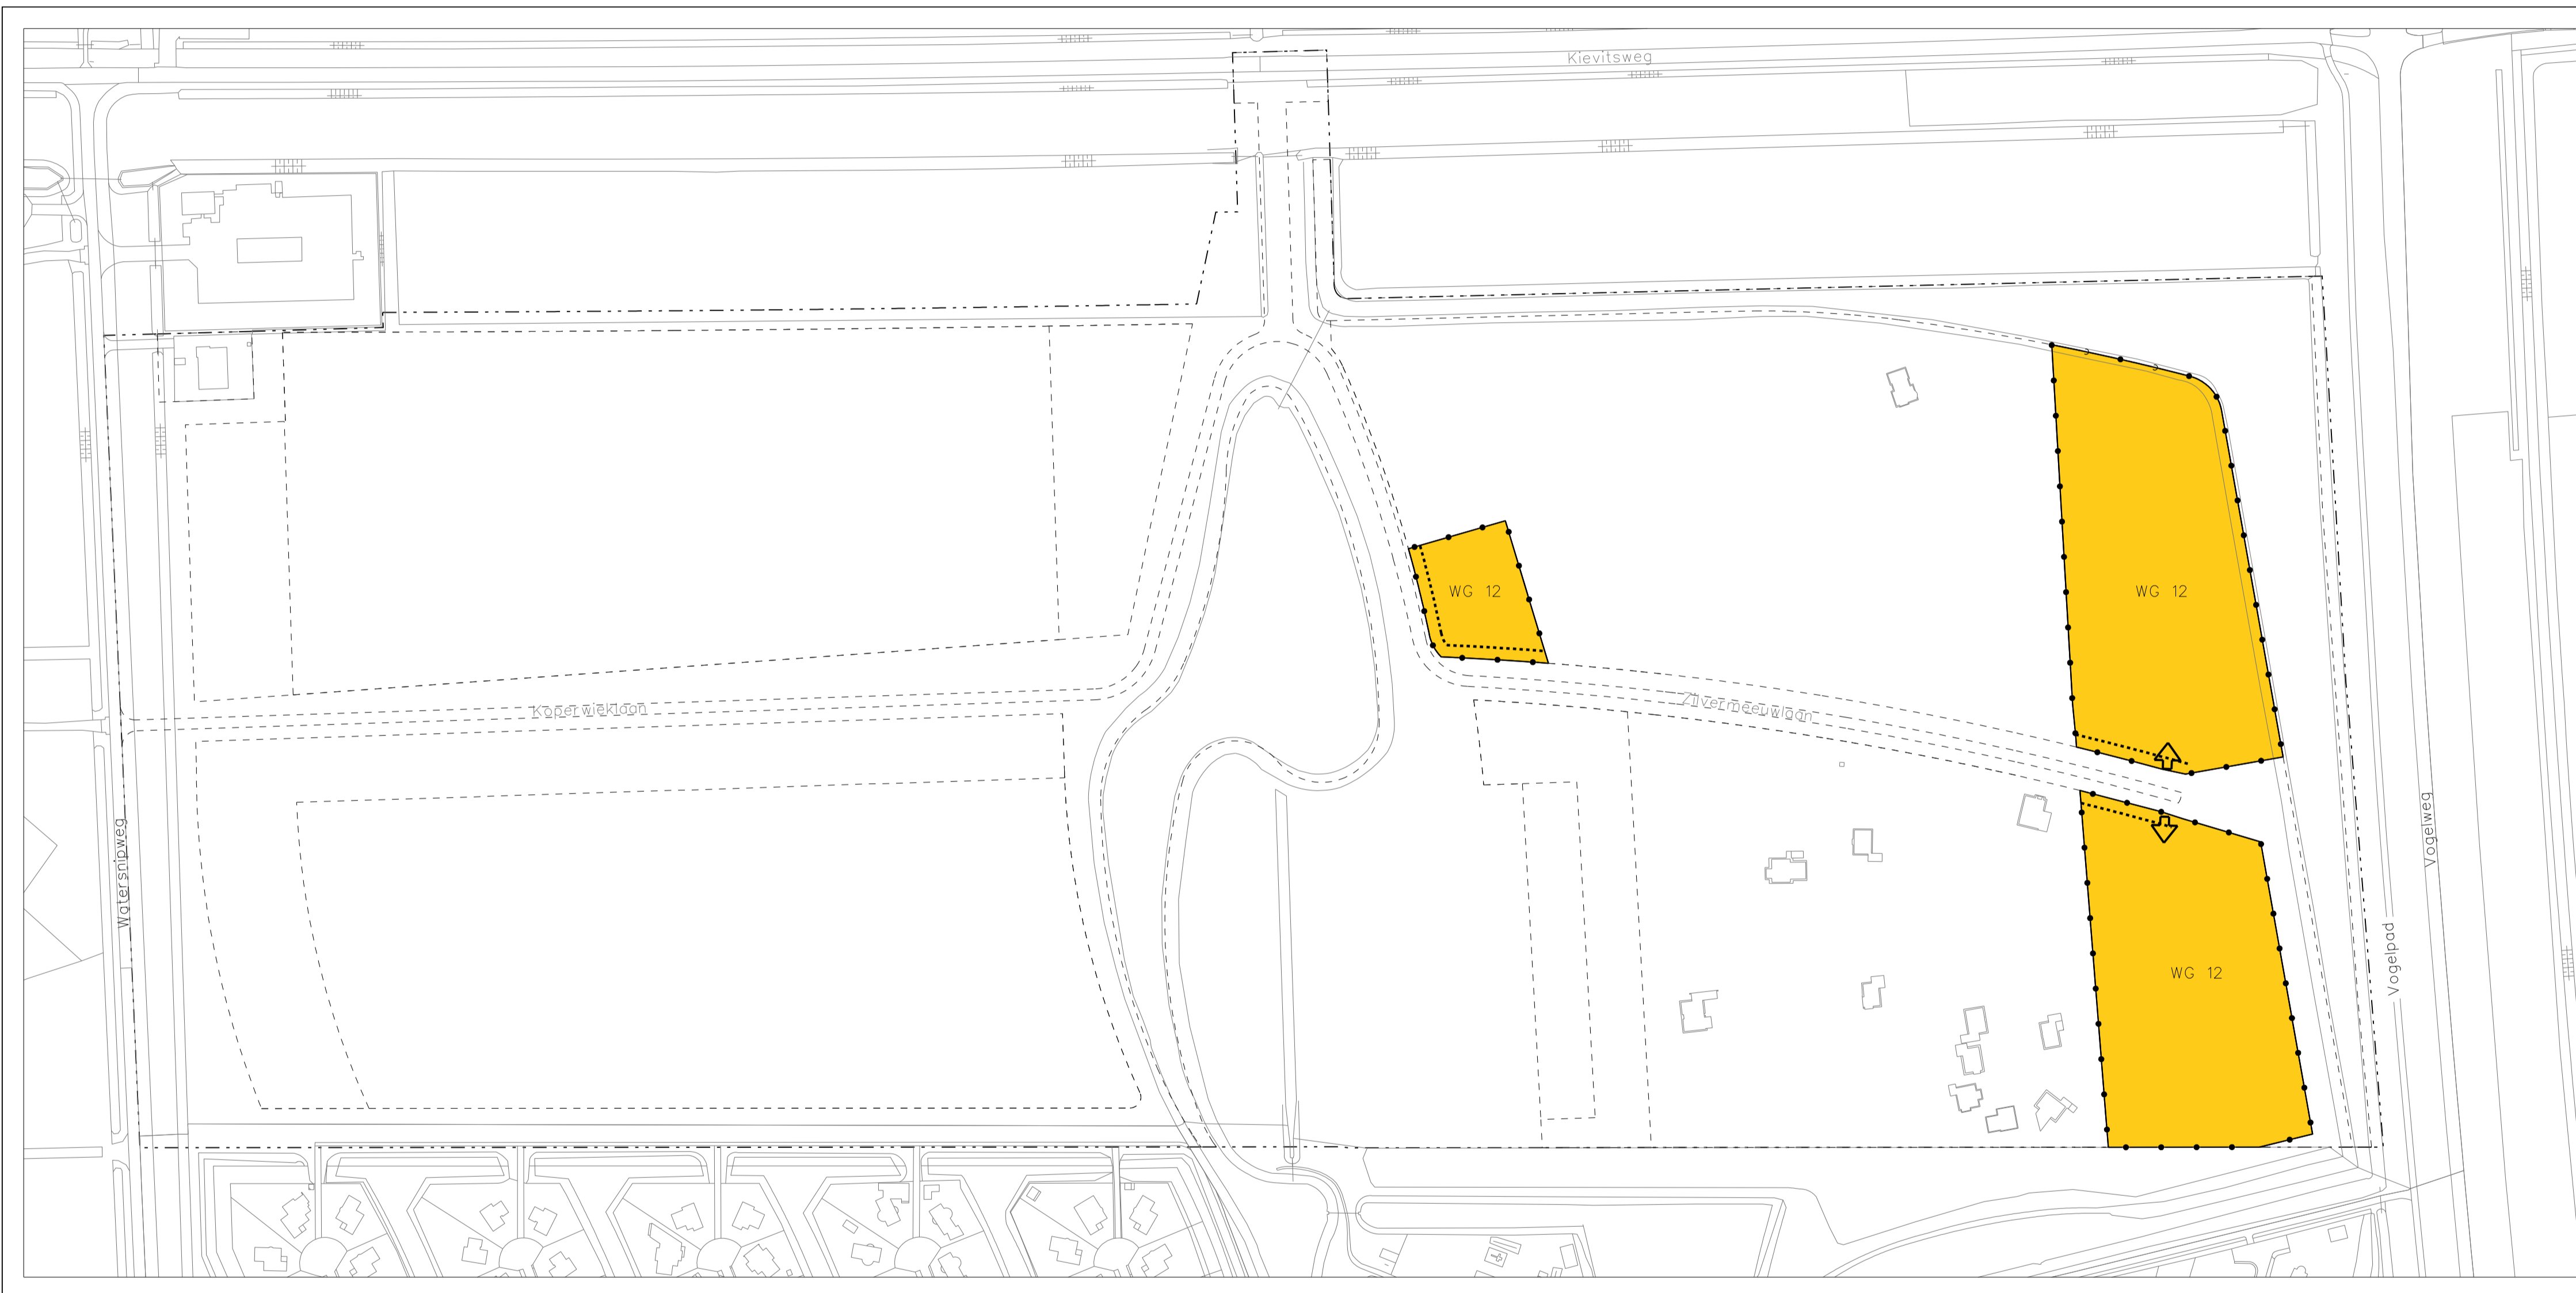 Kievitsweg
WG 12
WG 12
Koperwieklaan
Zilvermeeuwlaan
Watersnipweg
Vogelweg
Vogelpad
WG 12